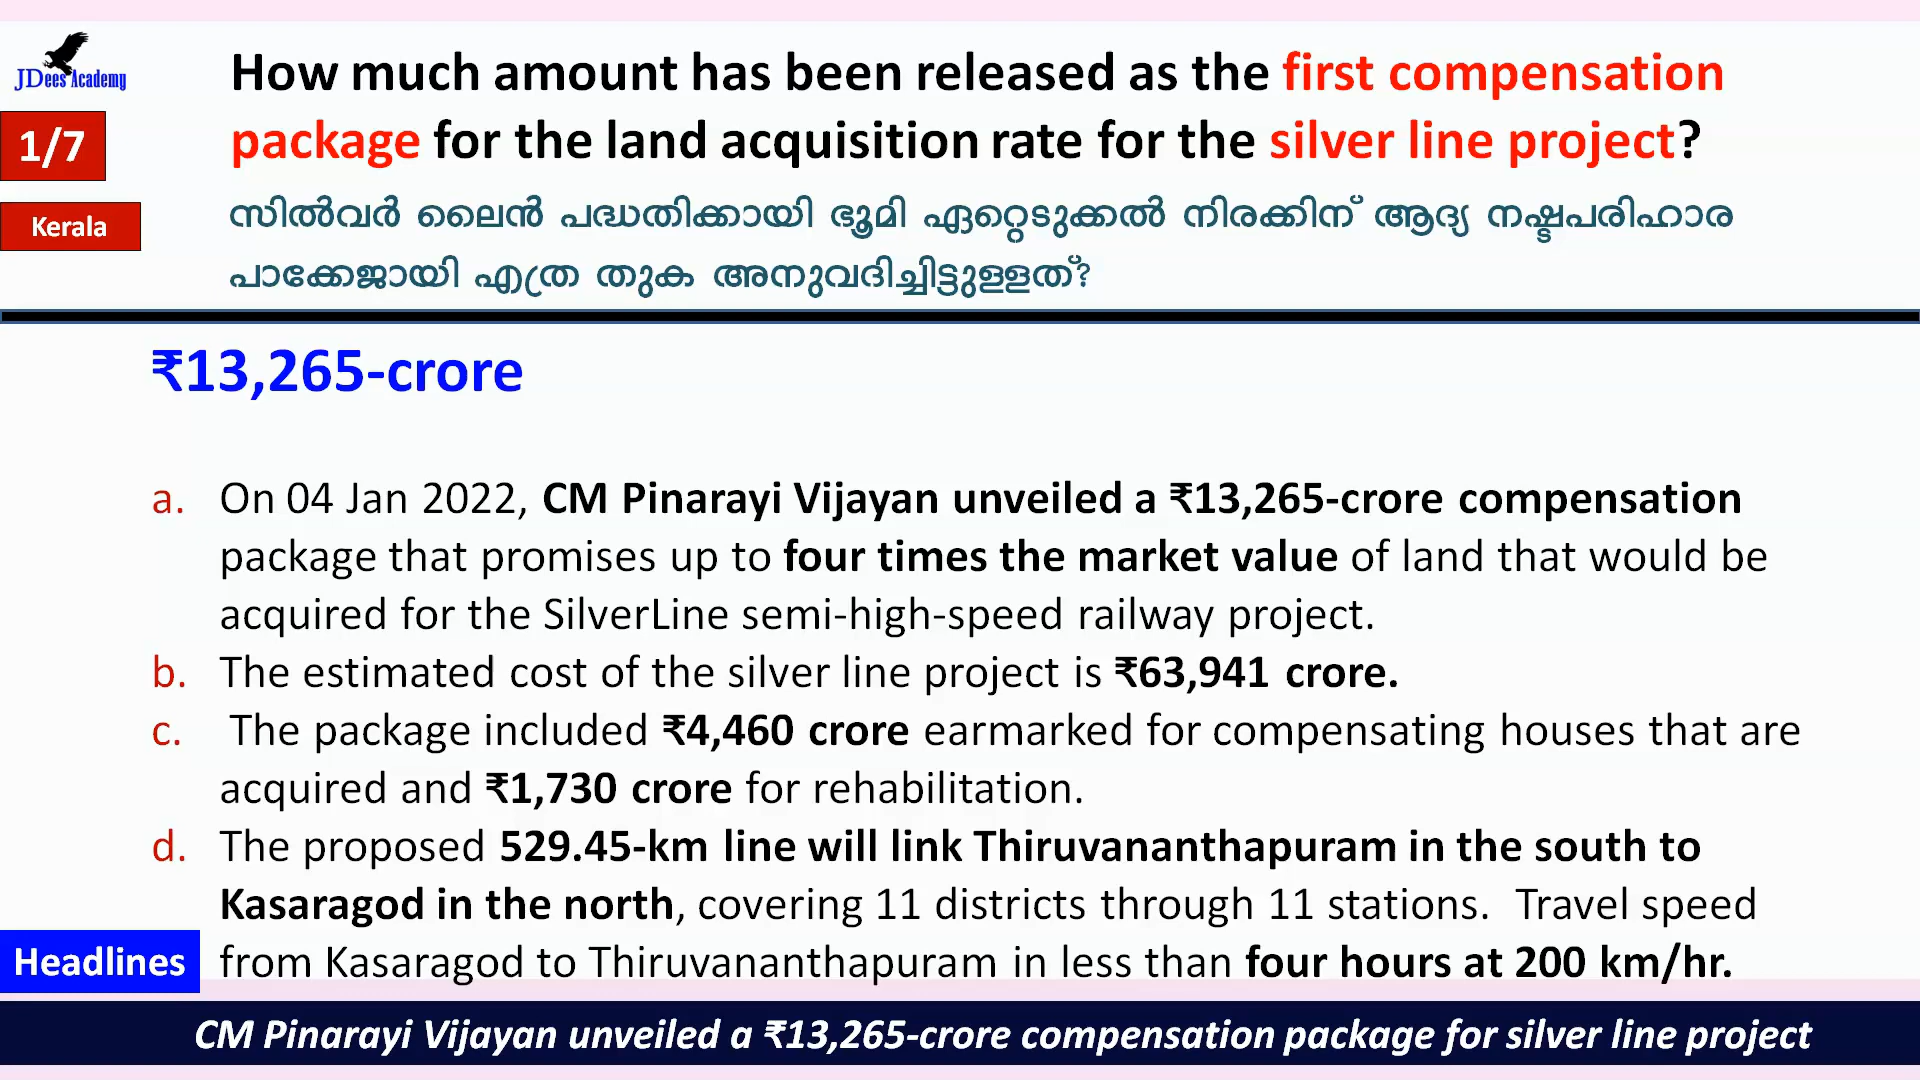 JDees Academy
1/7
Kerala
How much amount has been released as the first compensation
package for the land acquisition rate for the silver line project?
സിൽവർ ലൈൻ പദ്ധതിക്കായി ഭൂമി ഏറ്റെടുക്കൽ നിരക്കിന് ആദ്യ നഷ്ടപരിഹാര
പാക്കേജായി എത്ര തുക അനുവദിച്ചിട്ടുള്ളത്?
₹13,265-crore
a. On 04 Jan 2022, CM Pinarayi Vijayan unveiled a ₹13,265-crore compensation
package that promises up to four times the market value of land that would be
acquired for the SilverLine semi-high-speed railway project.
b. The estimated cost of the silver line project is ₹63,941 crore.
c. The package included ₹4,460 crore earmarked for compensating houses that are
acquired and ₹1,730 crore for rehabilitation.
d. The proposed 529.45-km line will link Thiruvananthapuram in the south to
Kasaragod in the north, covering 11 districts through 11 stations. Travel speed
from Kasaragod to Thiruvananthapuram in less than four hours at 200 km/hr.
Headlines
CM Pinarayi Vijayan unveiled a ₹13,265-crore compensation package for silver line project